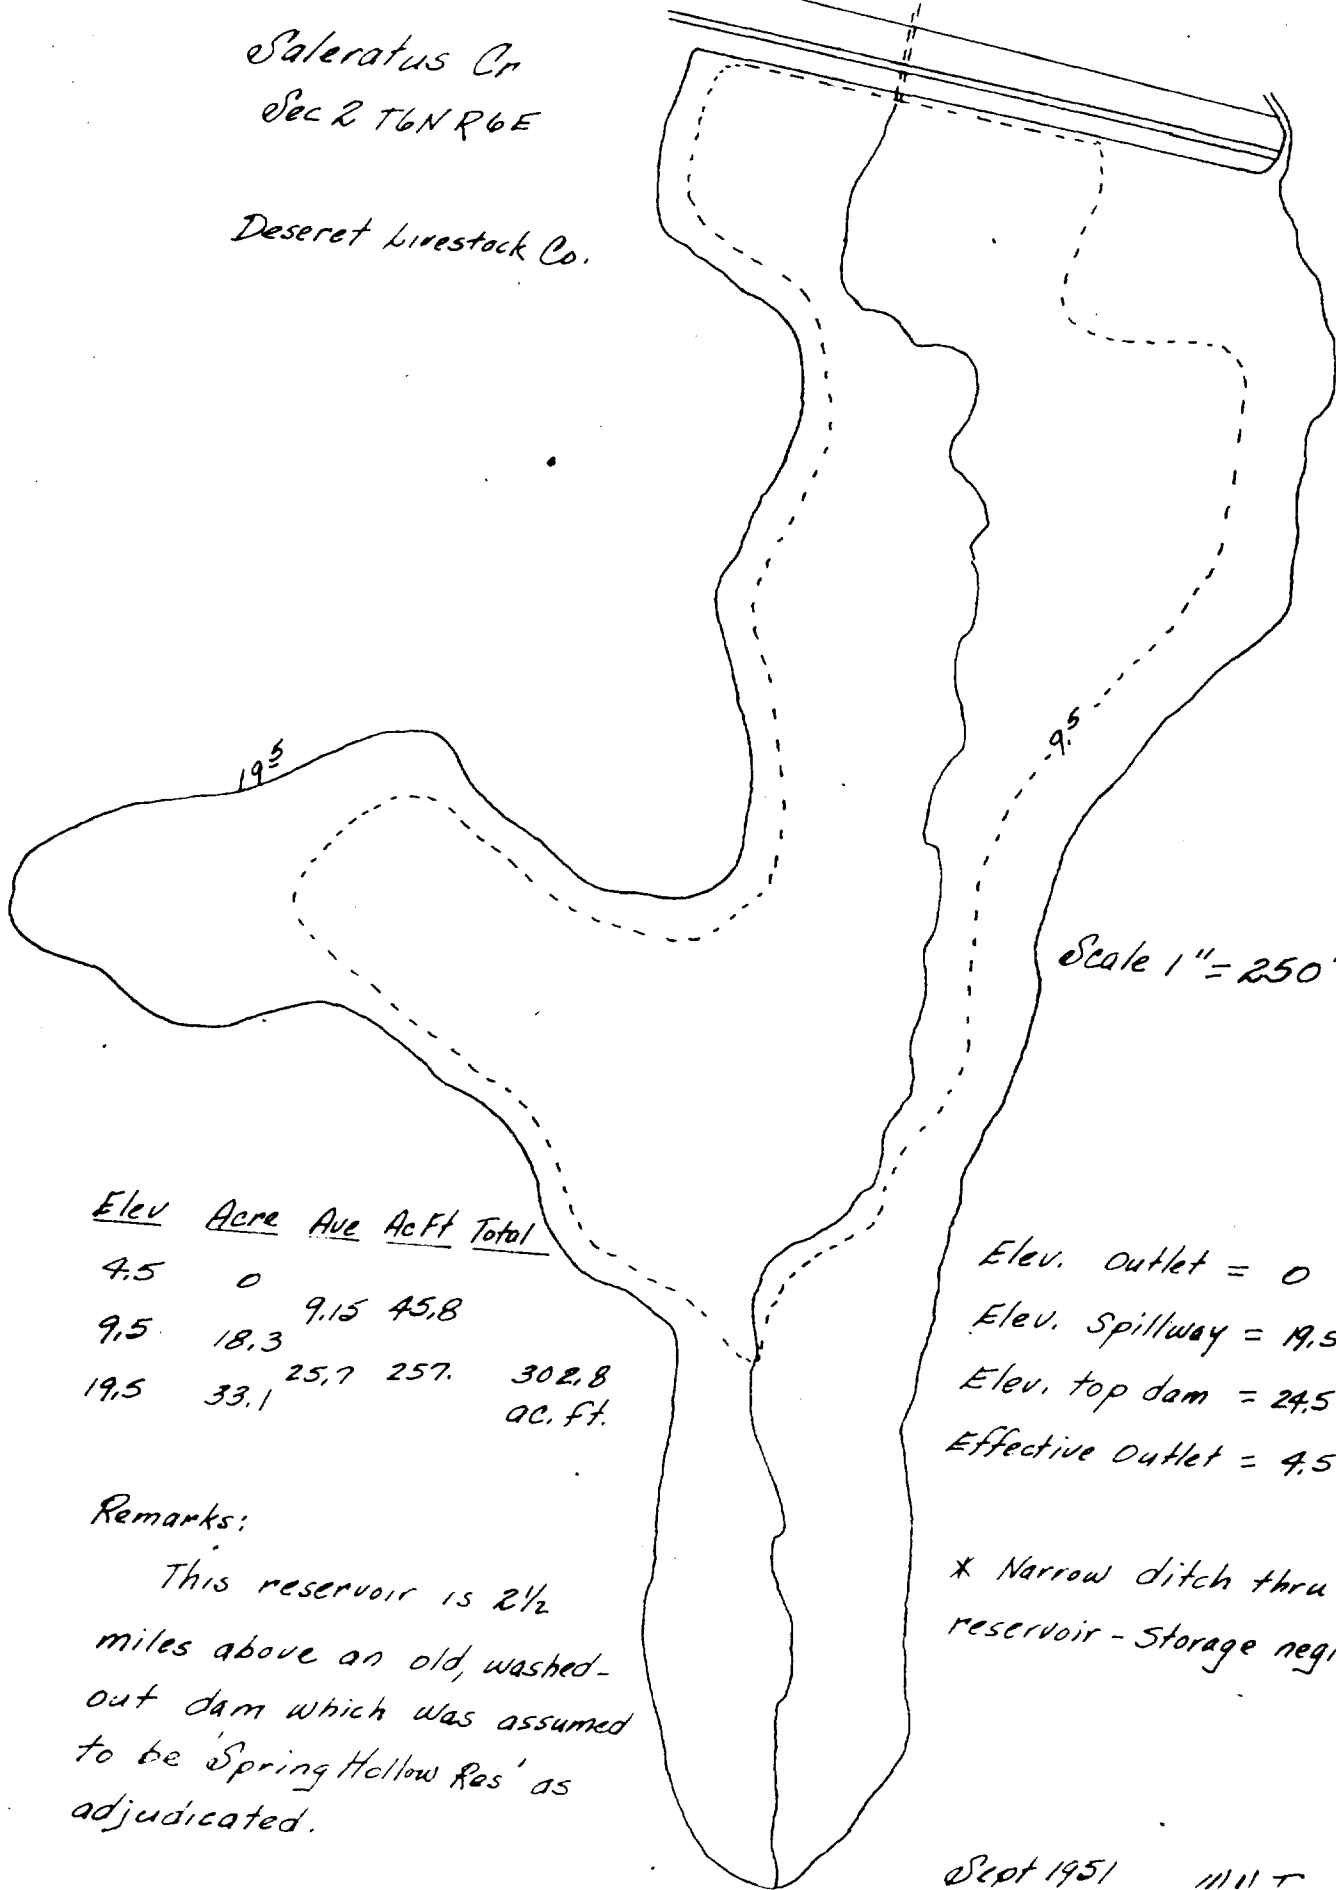 Saleratus Cr
Sec 2 T6N R6E
Deseret Livestock Co.
19.5
9.5
Scale 1" = 250'
Elev Acre Ave AcFt Total
4.5 0
9.15 45.8
9.5 18.3
25.7 257. 302.8
19.5 33.1
ac. ft.
Elev. Outlet = 0
Elev. Spillway = 19.5
Elev. top dam = 24.5
Effective Outlet = 4.5
Remarks:
This reservoir is 2½
miles above an old, washed-
out dam which was assumed
to be 'Spring Hollow Res' as
adjudicated.
* Narrow ditch thru
reservoir - Storage
Sept 1951